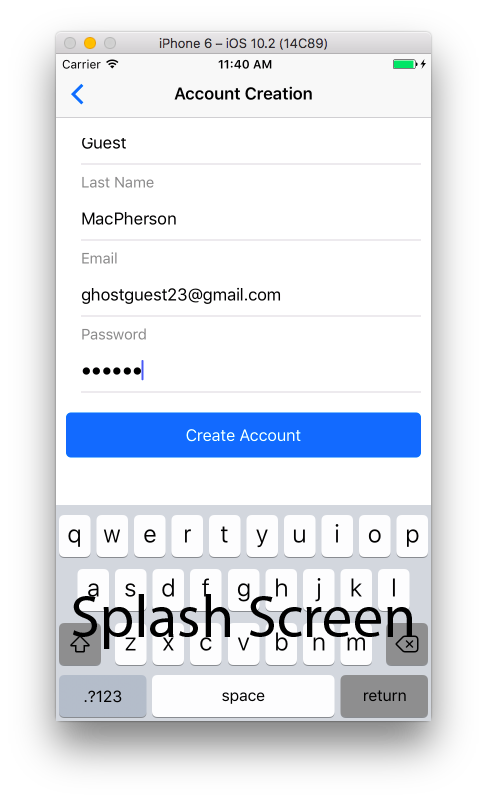 iPhone 6 – iOS 10.2 (14C89)
Carrier 11:40 AM
Account Creation
Guest
Last Name
MacPherson
Email
ghostguest23@gmail.com
Password
••••••
Create Account
q w e r t y u i o p
a s d f g h j k l
Splash Screen
z x c v b n m
.?123 space return